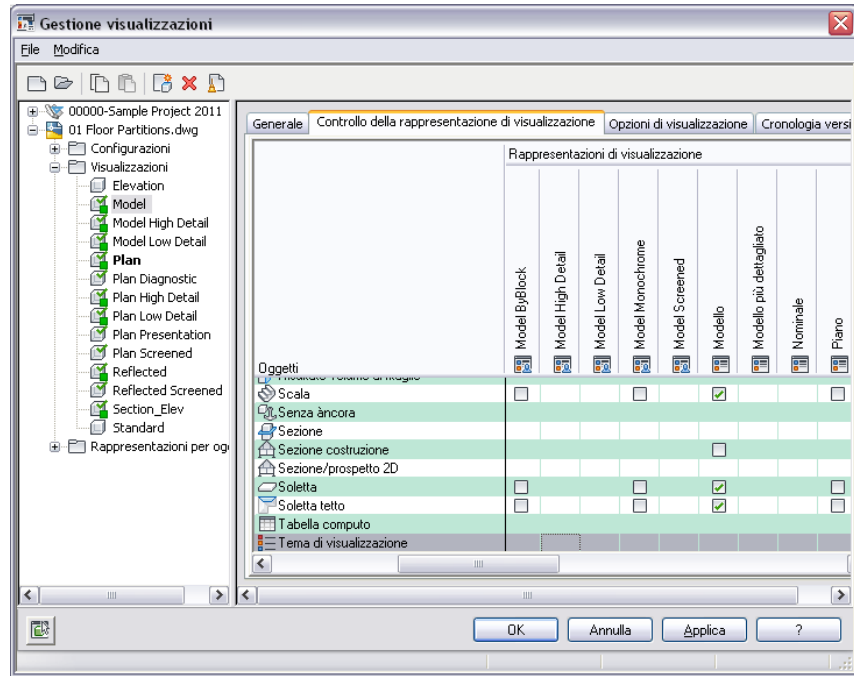 Gestione visualizzazioni
File Modifica
00000-Sample Project 2011
01 Floor Partitions.dwg
Configurazioni
Visualizzazioni
Elevation
Model
Model High Detail
Model Low Detail
Plan
Plan Diagnostic
Plan High Detail
Plan Low Detail
Plan Presentation
Plan Screened
Reflected
Reflected Screened
Section_Elev
Standard
Rappresentazioni per og
Generale Controllo della rappresentazione di visualizzazione Opzioni di visualizzazione Cronologia versi
Rappresentazioni di visualizzazione
Oggetti
Model ByBlock
Model High Detail
Model Low Detail
Model Monochrome
Model Screened
Modello
Modello più dettagliato
Nominale
Piano
Scala
Senza àncora
Sezione
Sezione costruzione
Sezione/prospetto 2D
Soletta
Soletta tetto
Tabella computo
Tema di visualizzazione
OK Annulla Applica ?